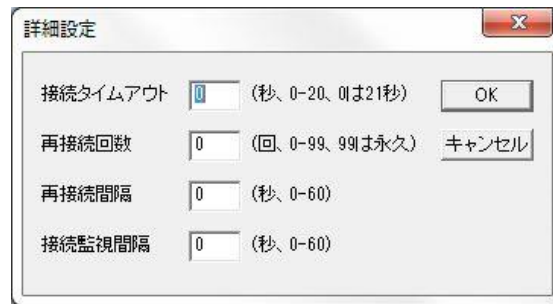 詳細設定
接続タイムアウト 0 (秒、0-20、0は21秒) OK
再接続回数 0 (回、0-99、99は永久) キャンセル
再接続間隔 0 (秒、0-60)
接続監視間隔 0 (秒、0-60)